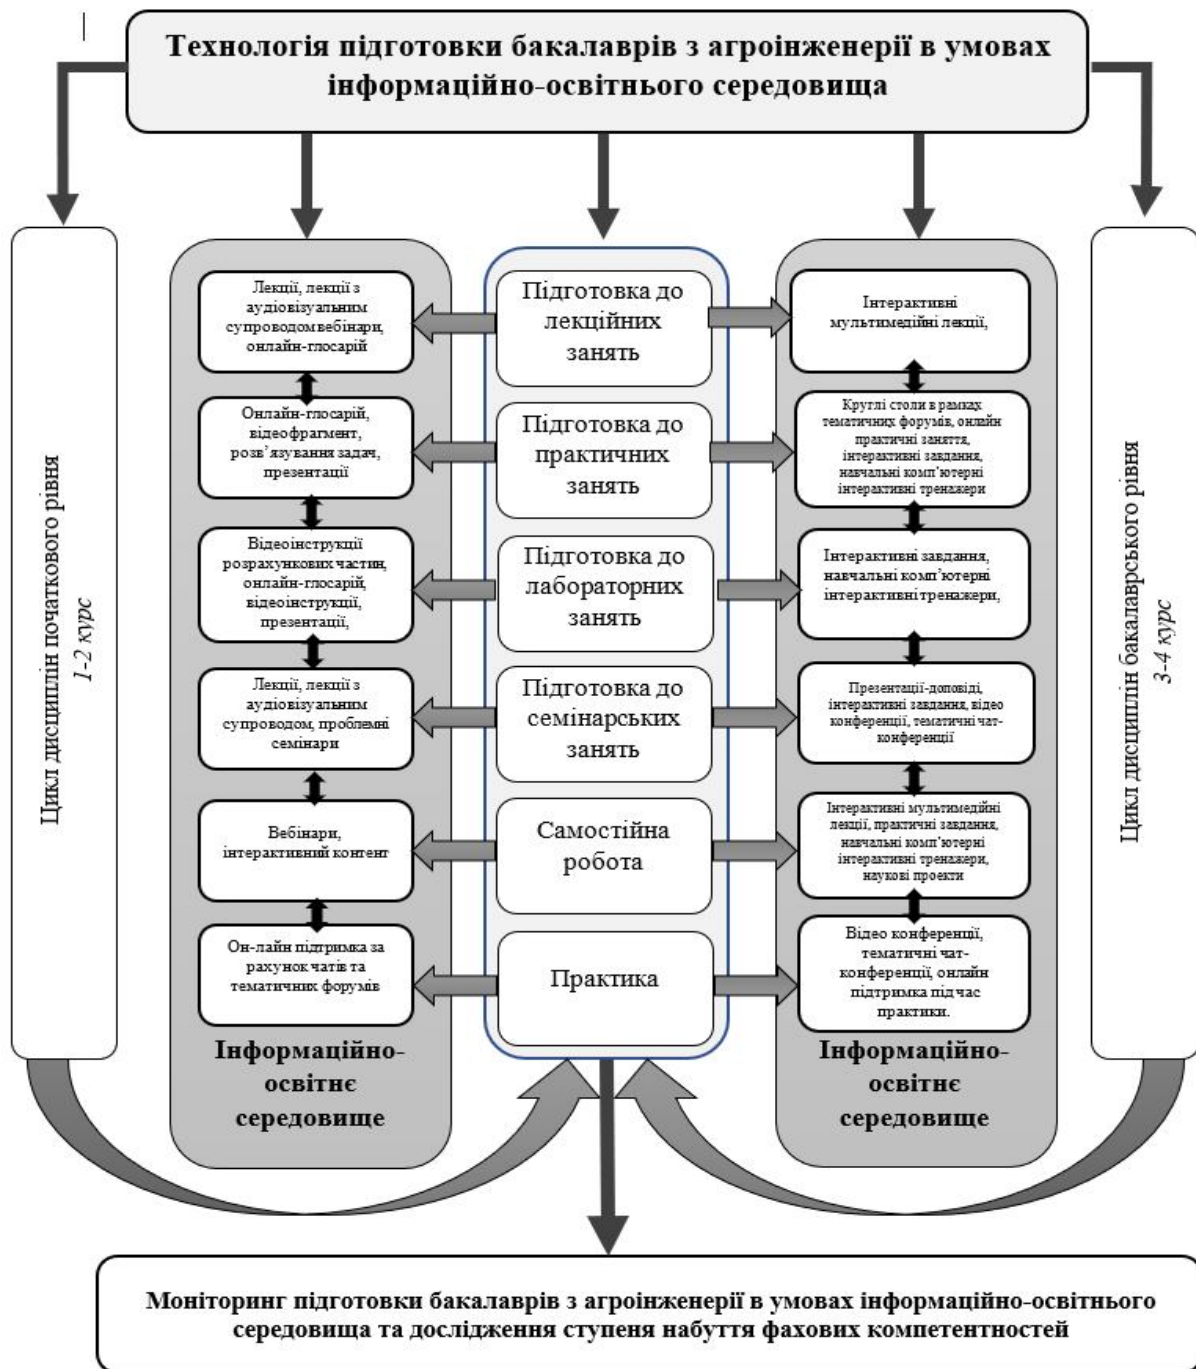 Технологія підготовки бакалаврів з агроінженерії в умовах
інформаційно-освітнього середовища
Цикл дисциплін початкового рівня
1-2 курс
Лекції, лекції з
аудіовізуальним
супроводом вебінари,
онлайн-глосарій
Онлайн-глосарій,
відеофрагмент,
розв’язування задач,
презентації
Відеоінструкції
розрахункових частин,
онлайн-глосарій,
відеоінструкції,
презентації,
Лекції, лекції з
аудіовізуальним
супроводом, проблемні
семінари
Вебінари,
інтерактивний контент
Он-лайн підтримка за
рахунок чатів та
тематичних форумів
Інформаційно-
освітнє
середовище
Підготовка до
лекційних
занять
Підготовка до
практичних
занять
Підготовка до
лабораторних
занять
Підготовка до
семінарських
занять
Самостійна
робота
Практика
Інтерактивні
мультимедійні лекції,
Круглі столи в рамках
тематичних форумів, онлайн
практичні заняття,
інтерактивні завдання,
навчальні комп’ютерні
інтерактивні тренажери
Інтерактивні завдання,
навчальні комп’ютерні
інтерактивні тренажери,
Презентації-доповіді,
інтерактивні завдання, відео
конференції, тематичні чат-
конференції
Інтерактивні мультимедійні
лекції, практичні завдання,
навчальні комп’ютерні
інтерактивні тренажери,
наукові проекти
Відео конференції,
тематичні чат-
конференції, онлайн
підтримка під час
практики.
Інформаційно-
освітнє
середовище
Цикл дисциплін бакалаврського рівня
3-4 курс
Моніторинг підготовки бакалаврів з агроінженерії в умовах інформаційно-освітнього
середовища та дослідження ступеня набуття фахових компетентностей